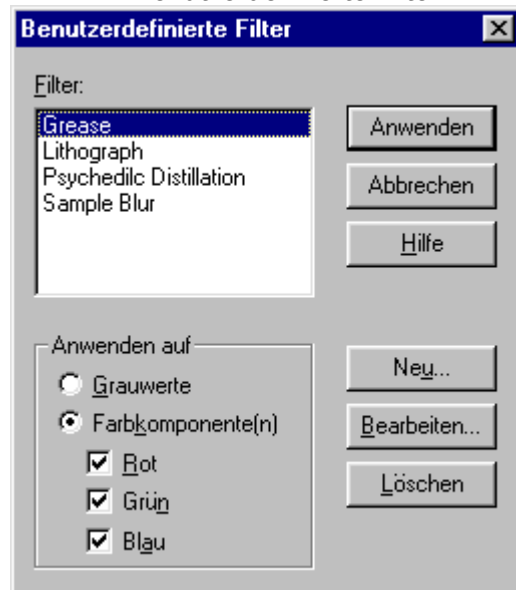 Benutzerdefinierte Filter
Filter:
Grease
Lithograph
Psychedilc Distillation
Sample Blur
Anwenden
Abbrechen
Hilfe
Anwenden auf
Grauwerte
Farbkomponente(n)
Rot
Grün
Blau
Neu...
Bearbeiten...
Löschen